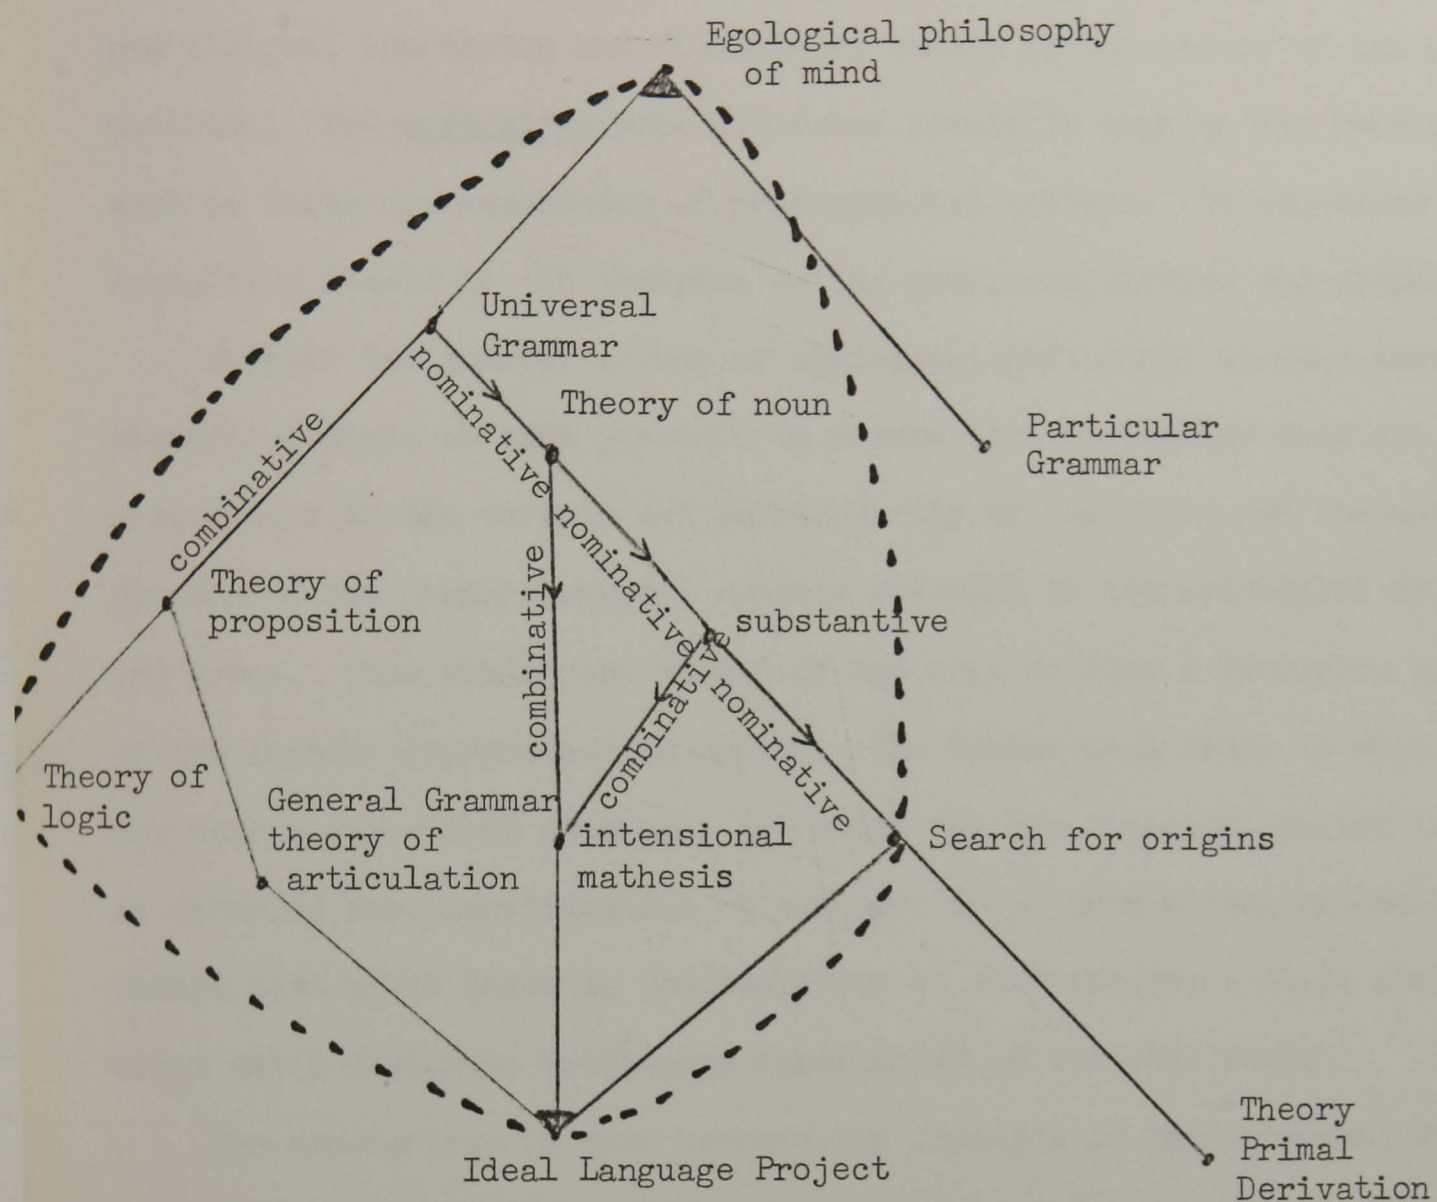 Egological philosophy
of mind
Universal
Grammar
nominative
Theory of noun
Particular
Grammar
combinative
nominative
combinative
Theory of
proposition
substantive
combinative
nominative
Theory of
logic
General Grammar
theory of
articulation
intensional
mathesis
Search for origins
Theory
Primal
Derivation
Ideal Language Project